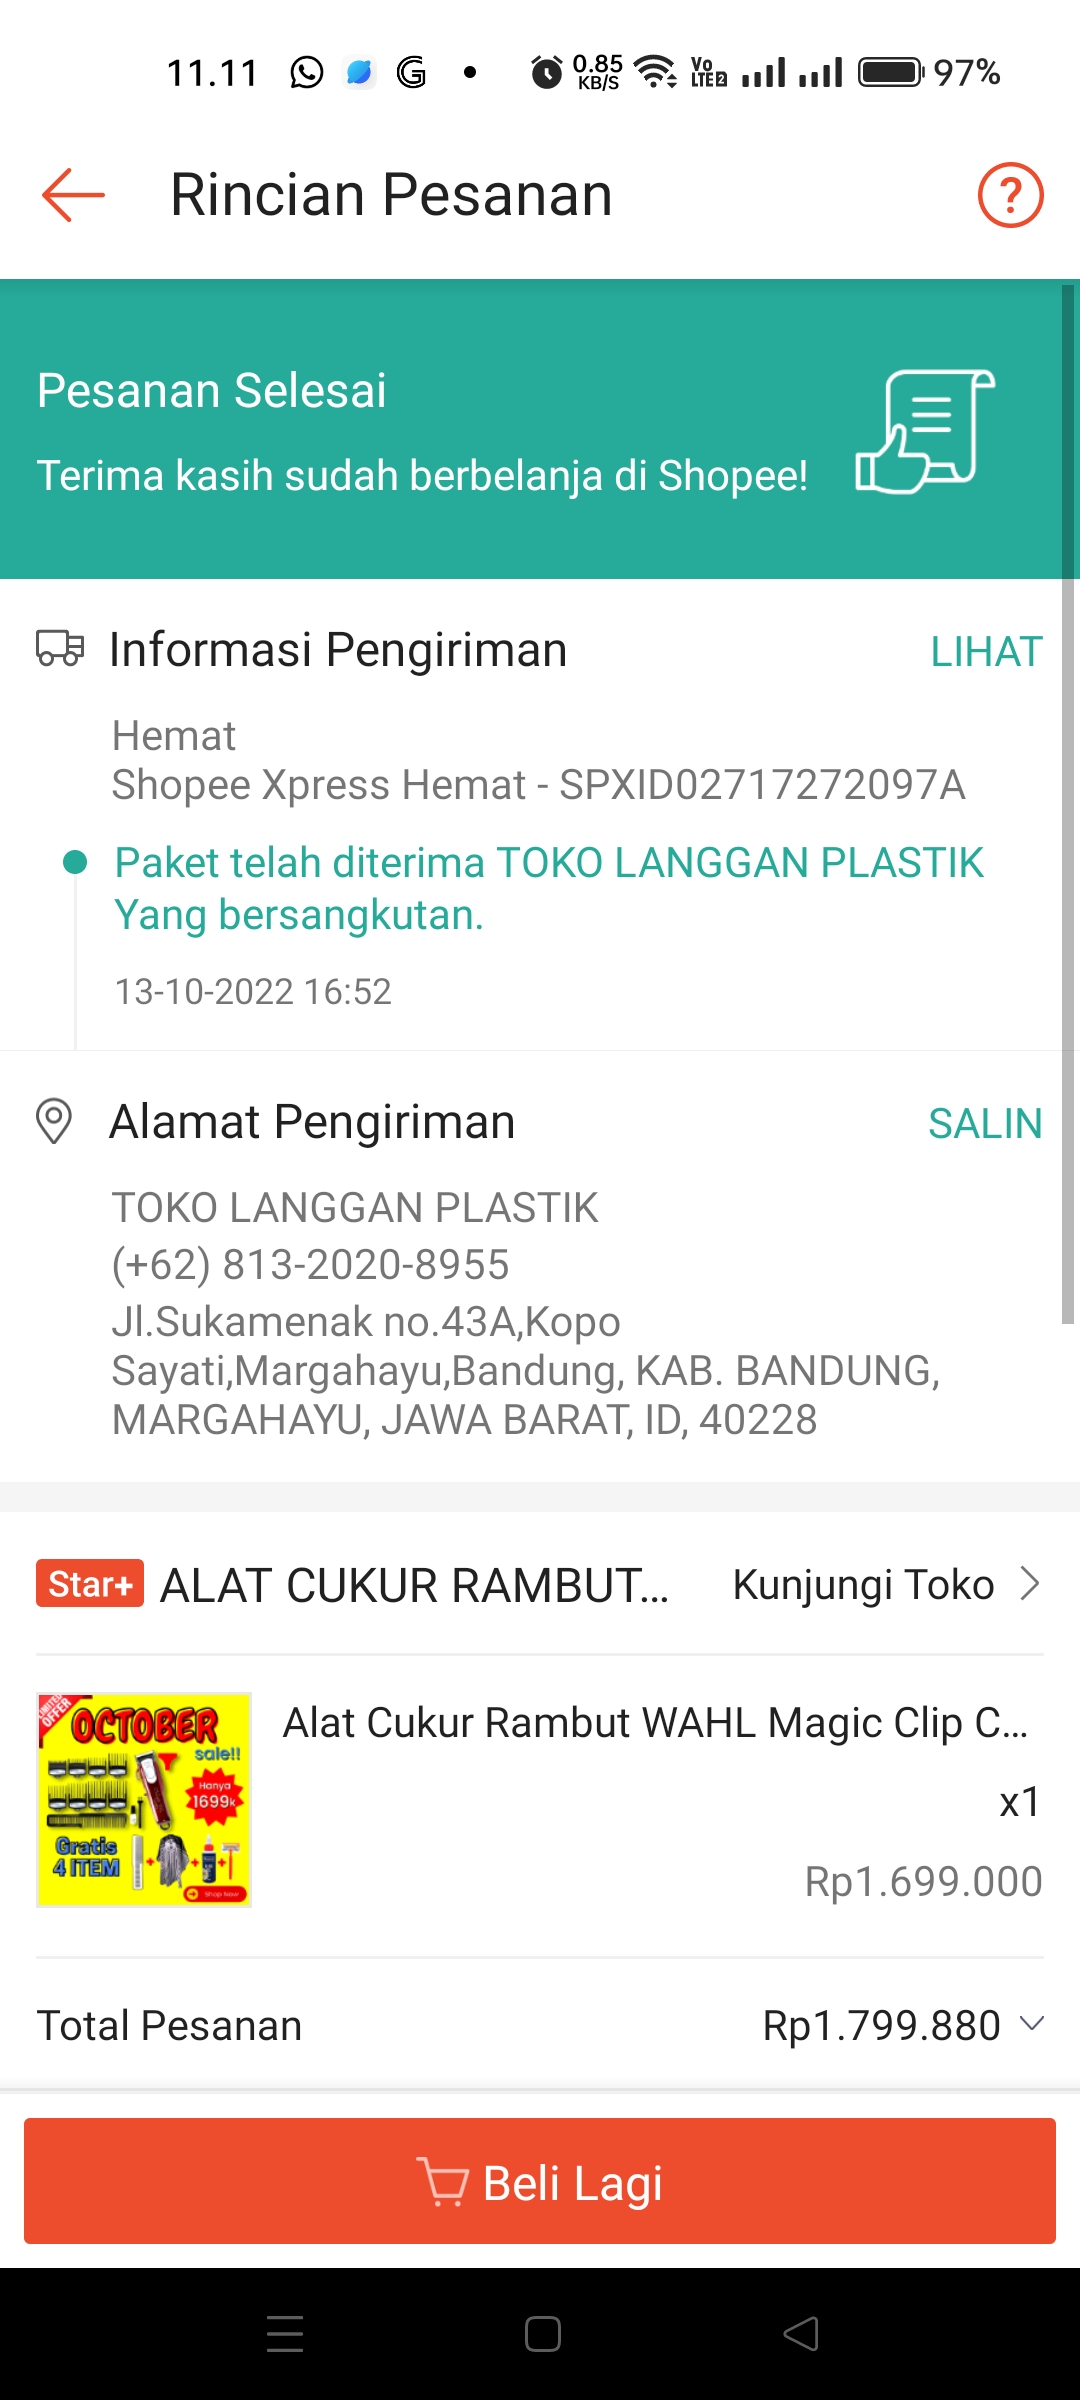 11.11
0.85
KB/S
Vo
LTE2
97%
Rincian Pesanan
?
Pesanan Selesai
Terima kasih sudah berbelanja di Shopee!
Informasi Pengiriman
LIHAT
Hemat
Shopee Xpress Hemat - SPXID02717272097A
Paket telah diterima TOKO LANGGAN PLASTIK
Yang bersangkutan.
13-10-2022 16:52
Alamat Pengiriman
SALIN
TOKO LANGGAN PLASTIK
(+62) 813-2020-8955
Jl.Sukamenak no.43A,Kopo
Sayati,Margahayu,Bandung, KAB. BANDUNG,
MARGAHAYU, JAWA BARAT, ID, 40228
Star+
ALAT CUKUR RAMBUT...
Kunjungi Toko
LIMITED
OFFER
OCTOBER
sale!!
Hanya
1699k
Gratis
4 ITEM
Shop Now
Alat Cukur Rambut WAHL Magic Clip C...
x1
Rp1.699.000
Total Pesanan
Rp1.799.880
Beli Lagi